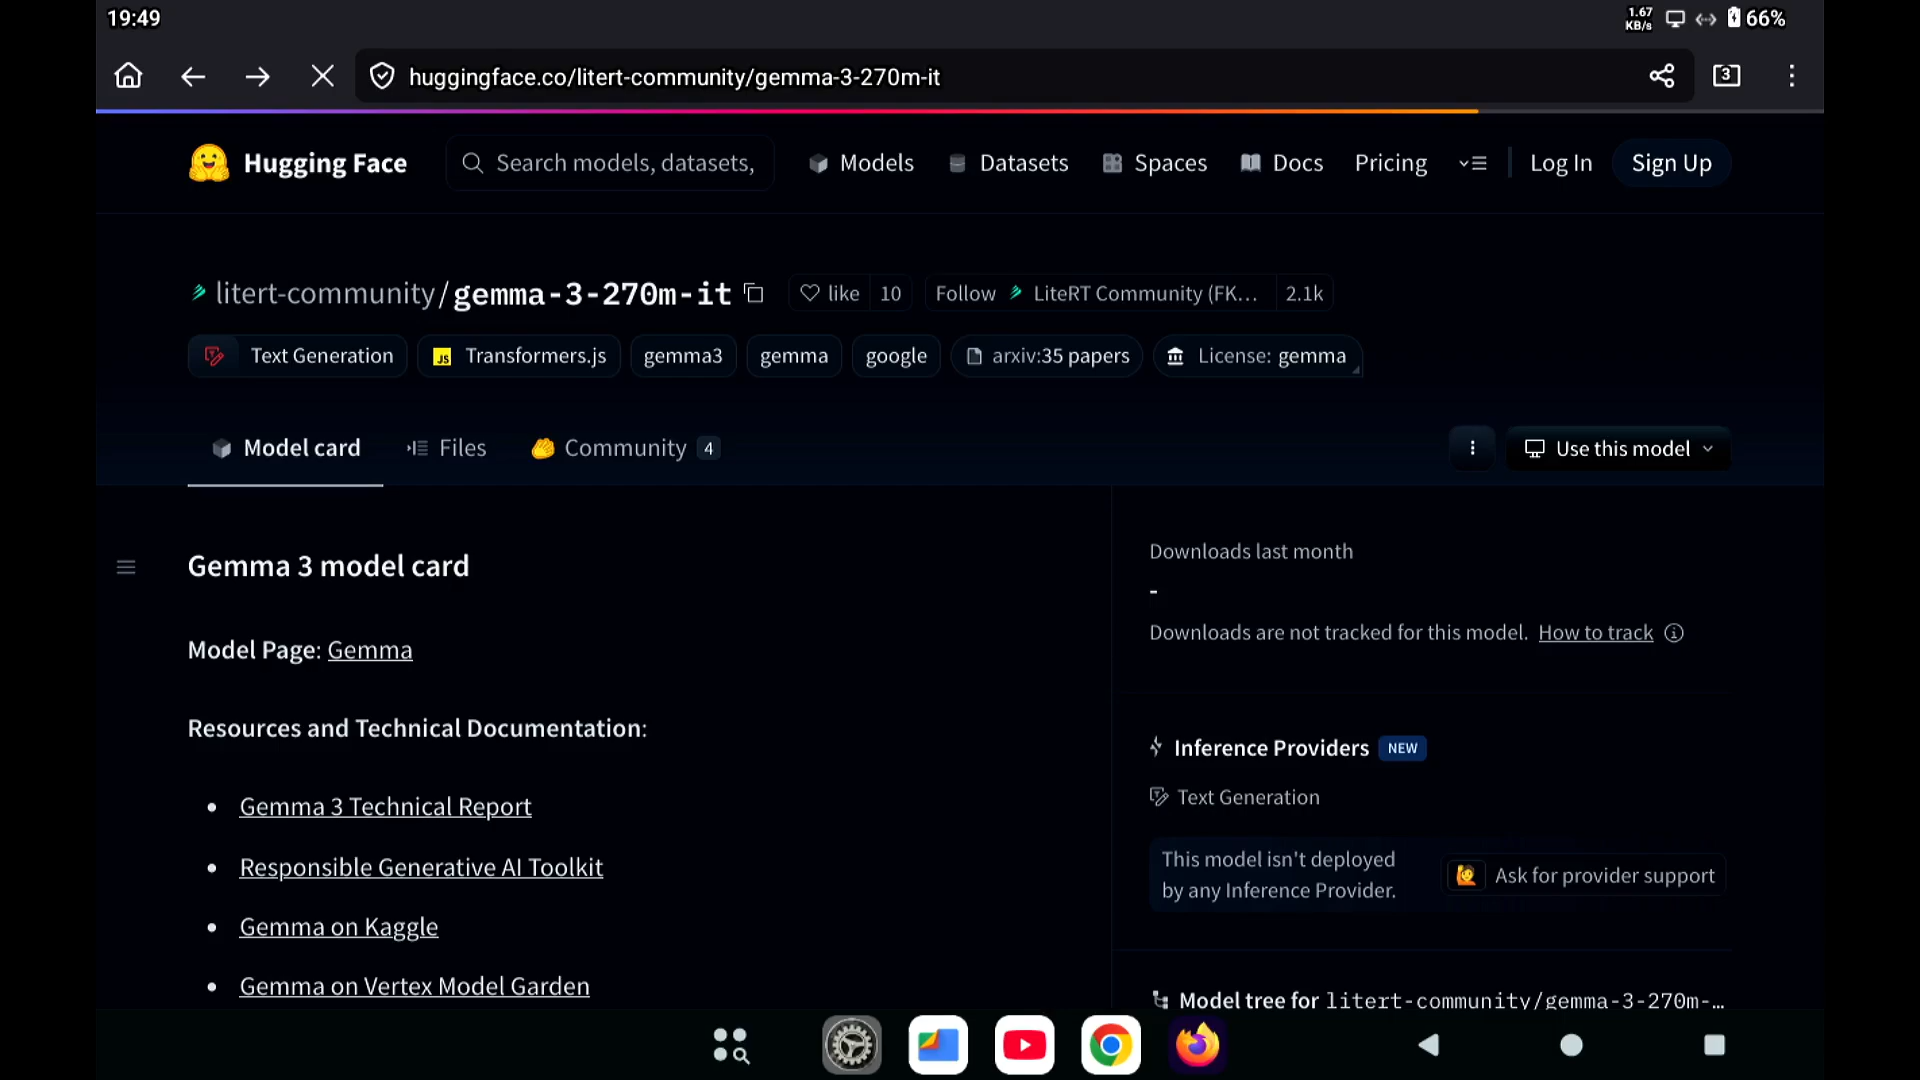 19:49
1.67
KB/s
66%
huggingface.co/litert-community/gemma-3-270m-it
3
Hugging Face
Search models, datasets,
Models
Datasets
Spaces
Docs
Pricing
Log In
Sign Up
litert-community/gemma-3-270m-it
like 10
Follow LiteRT Community (FK... 2.1k
Text Generation
JS Transformers.js
gemma3
gemma
google
arxiv:35 papers
License: gemma
Model card
Files
Community 4
Use this model
Gemma 3 model card
Model Page: Gemma
Resources and Technical Documentation:
• Gemma 3 Technical Report
• Responsible Generative AI Toolkit
• Gemma on Kaggle
• Gemma on Vertex Model Garden
Downloads last month
-
Downloads are not tracked for this model. How to track
Inference Providers NEW
Text Generation
This model isn't deployed
by any Inference Provider.
Ask for provider support
Model tree for litert-community/gemma-3-270m-...